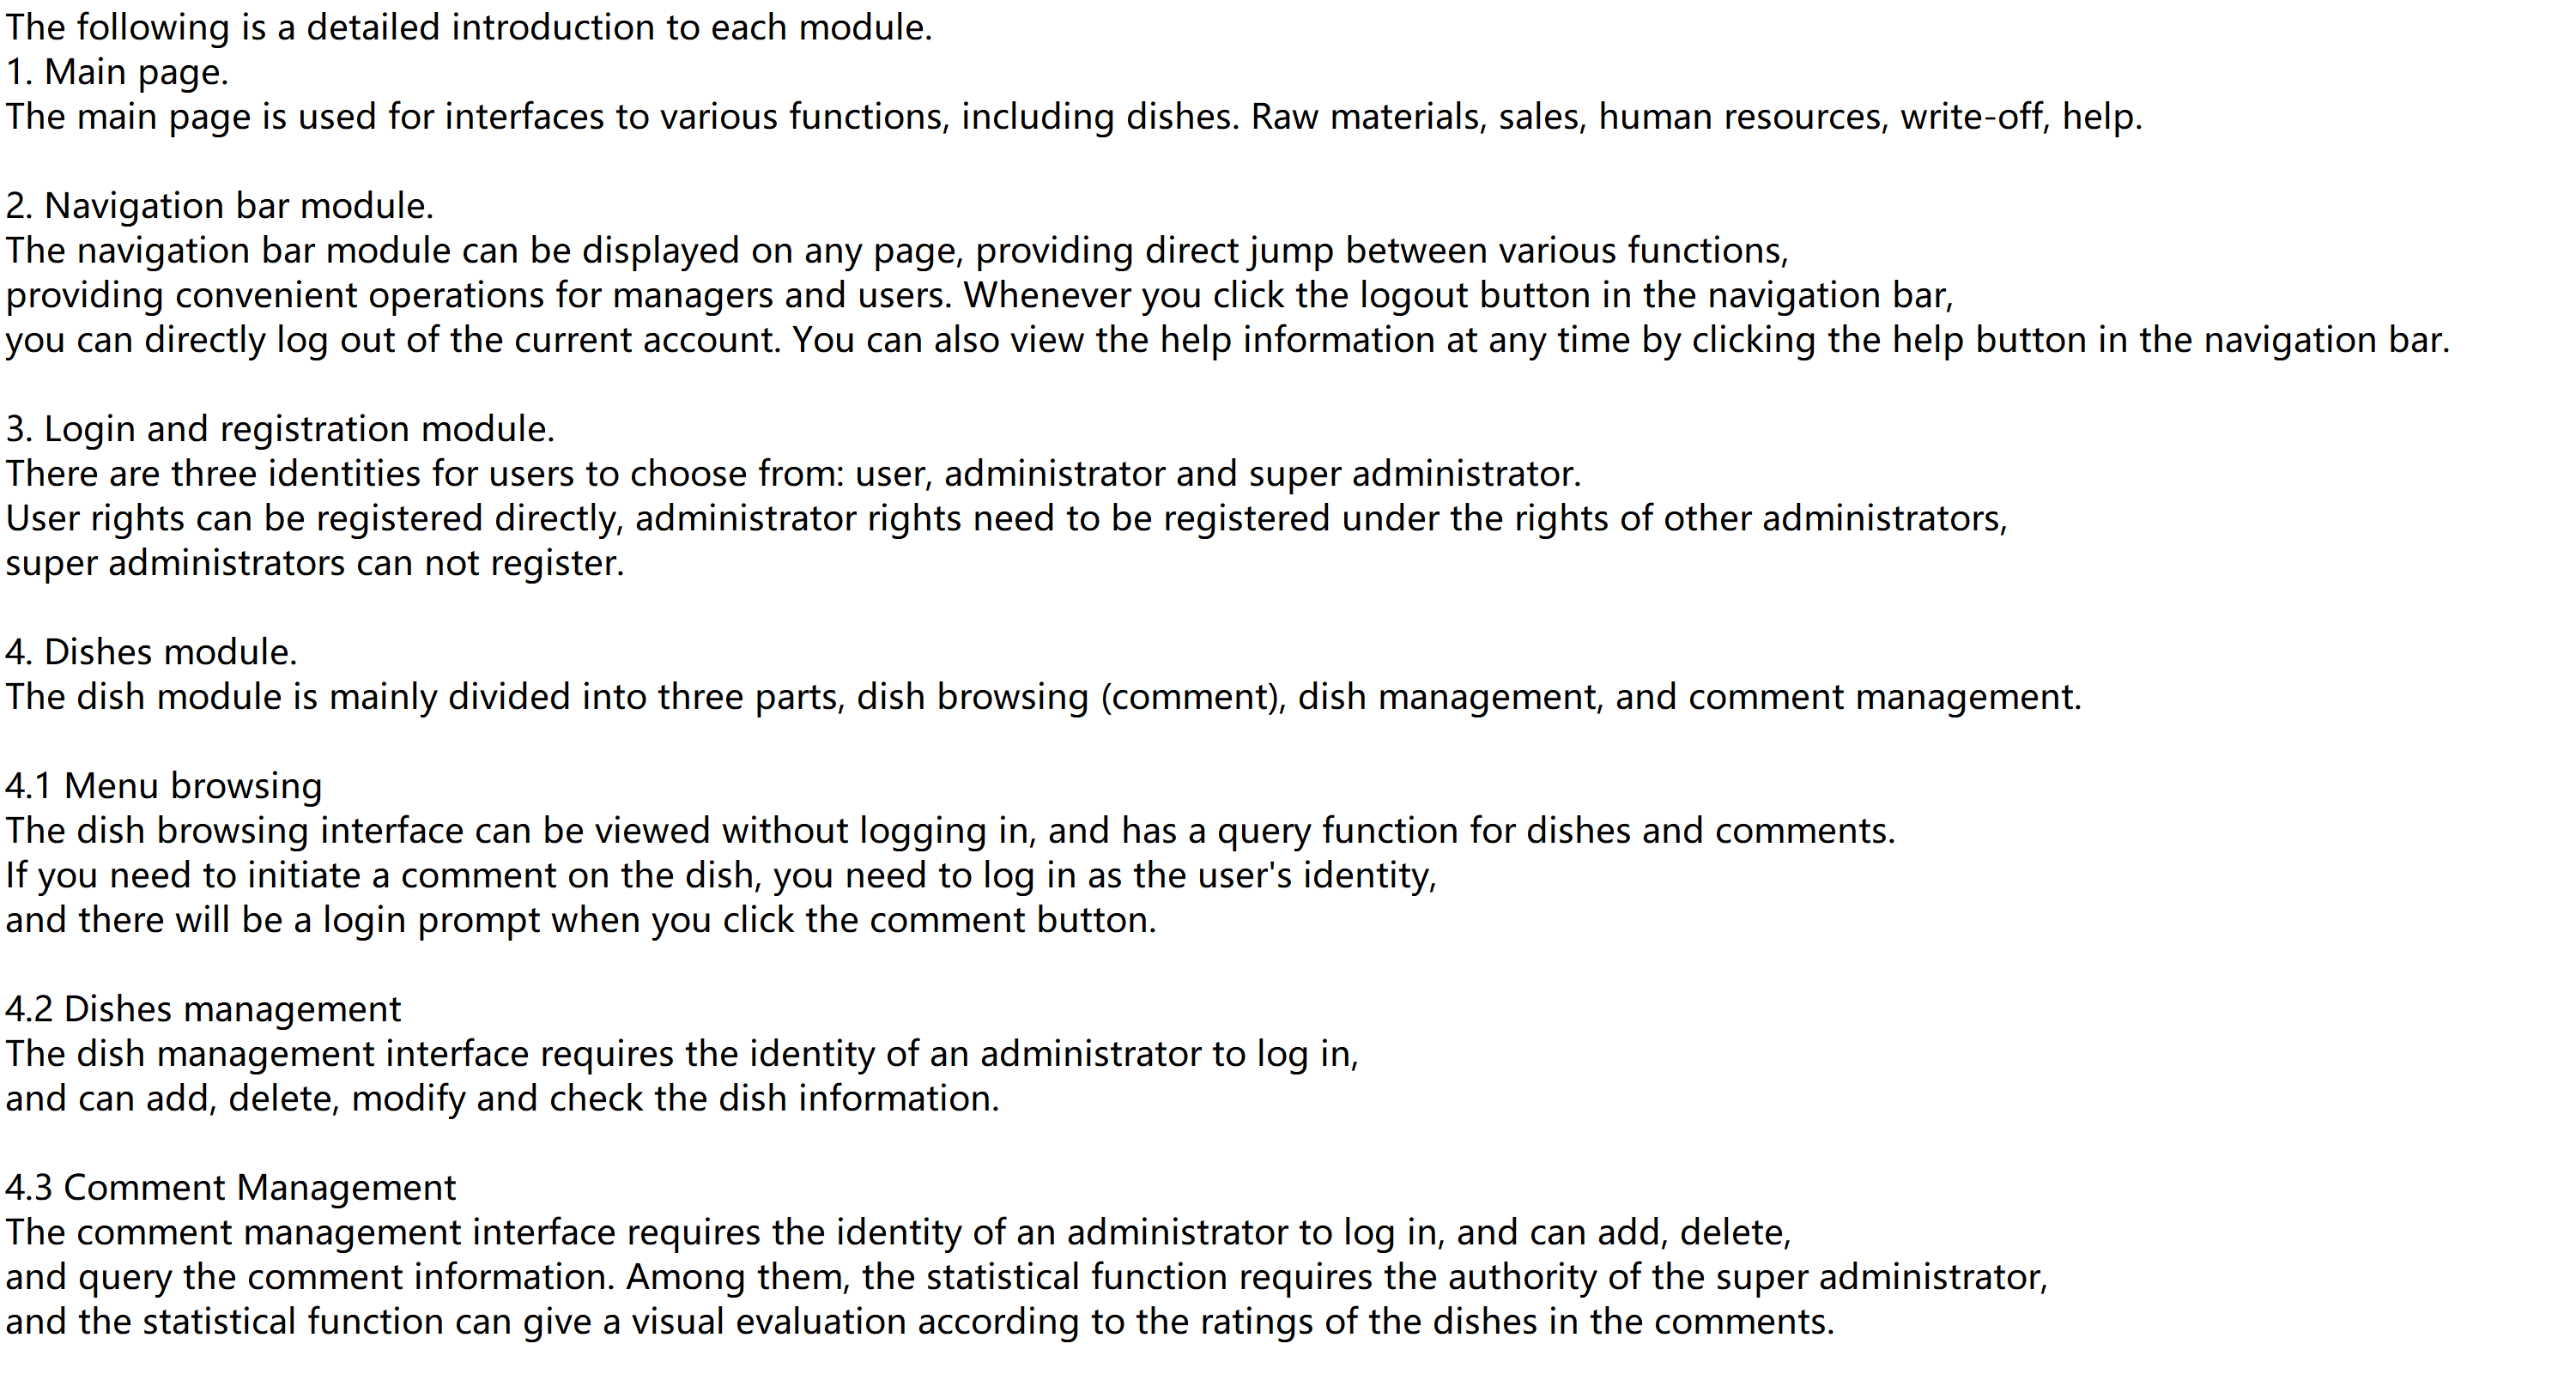 The following is a detailed introduction to each module.
1. Main page.
The main page is used for interfaces to various functions, including dishes. Raw materials, sales, human resources, write-off, help.
2. Navigation bar module.
The navigation bar module can be displayed on any page, providing direct jump between various functions,
providing convenient operations for managers and users. Whenever you click the logout button in the navigation bar,
you can directly log out of the current account. You can also view the help information at any time by clicking the help button in the navigation bar.
3. Login and registration module.
There are three identities for users to choose from: user, administrator and super administrator.
User rights can be registered directly, administrator rights need to be registered under the rights of other administrators,
super administrators can not register.
4. Dishes module.
The dish module is mainly divided into three parts, dish browsing (comment), dish management, and comment management.
4.1 Menu browsing
The dish browsing interface can be viewed without logging in, and has a query function for dishes and comments.
If you need to initiate a comment on the dish, you need to log in as the user's identity,
and there will be a login prompt when you click the comment button.
4.2 Dishes management
The dish management interface requires the identity of an administrator to log in,
and can add, delete, modify and check the dish information.
4.3 Comment Management
The comment management interface requires the identity of an administrator to log in, and can add, delete,
and query the comment information. Among them, the statistical function requires the authority of the super administrator,
and the statistical function can give a visual evaluation according to the ratings of the dishes in the comments.